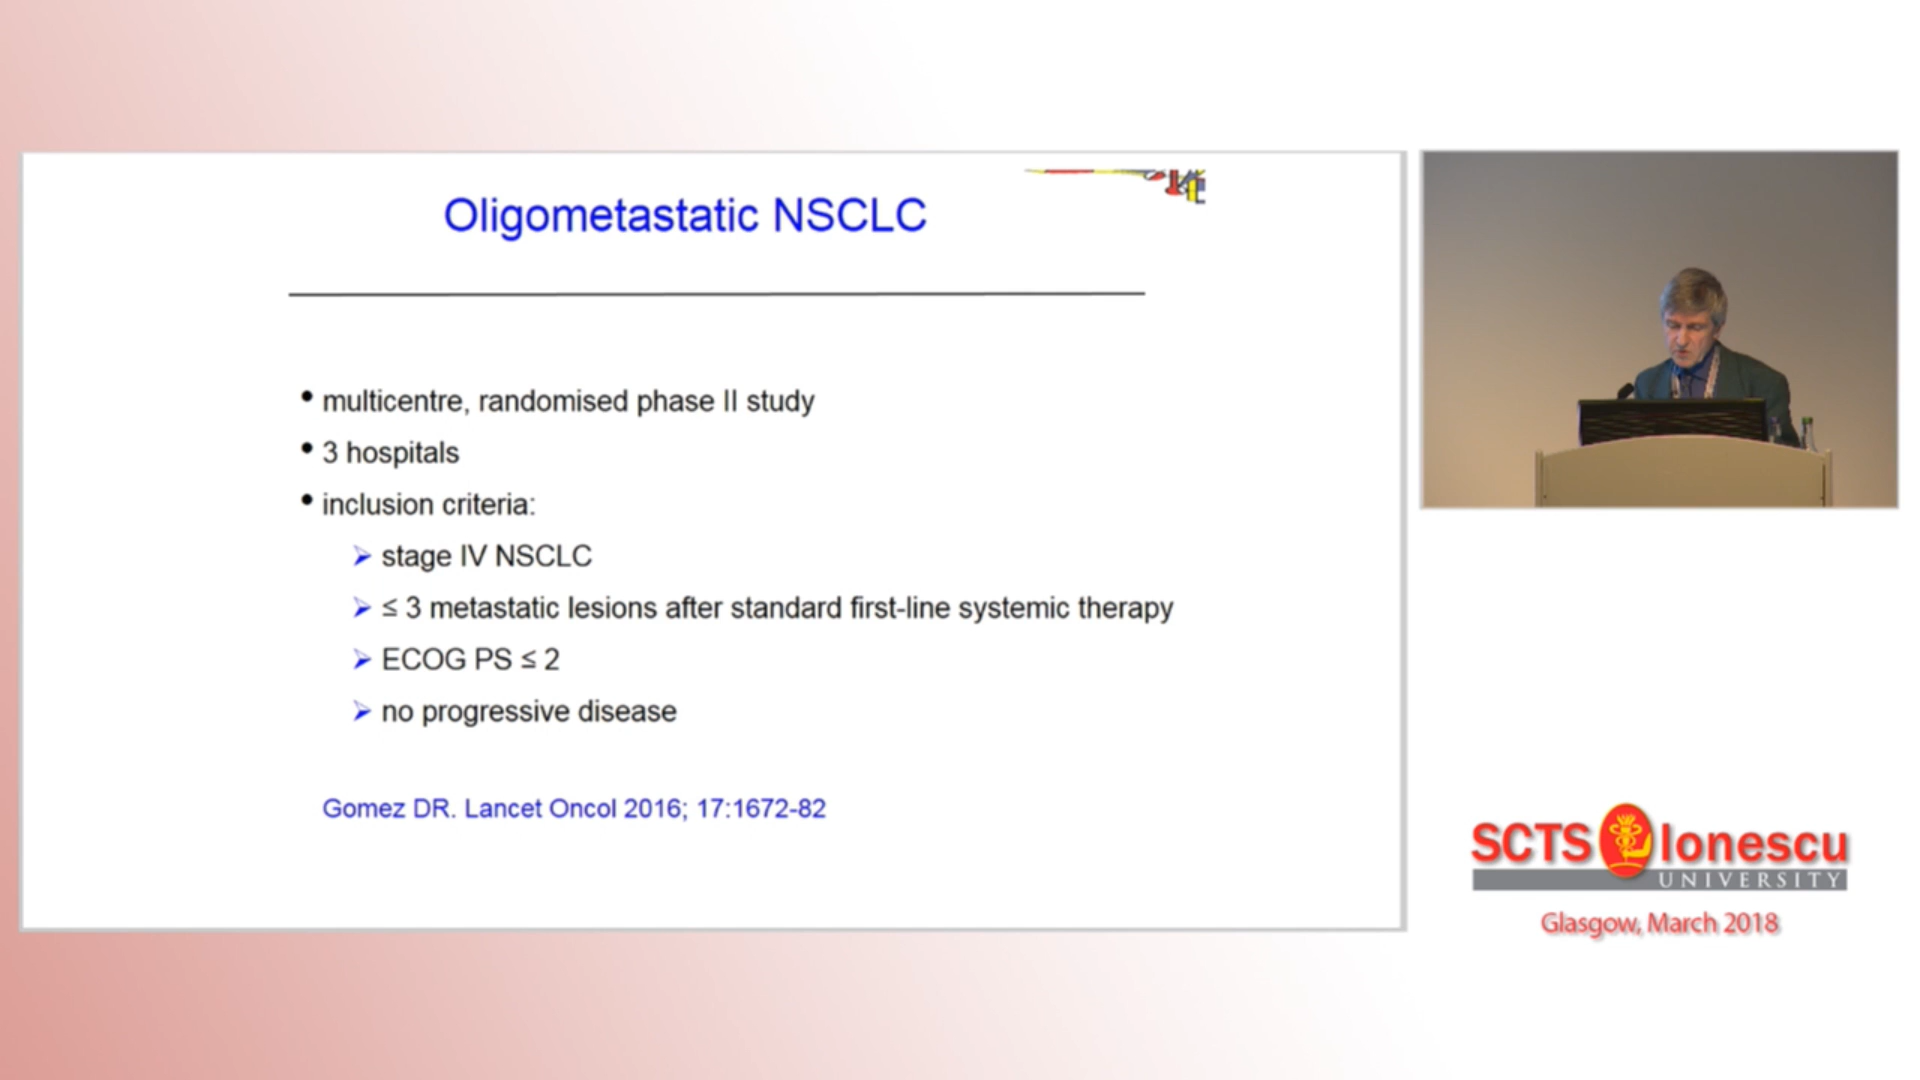 Oligometastatic NSCLC
• multicentre, randomised phase II study
• 3 hospitals
• inclusion criteria:
➢ stage IV NSCLC
➢ ≤ 3 metastatic lesions after standard first-line systemic therapy
➢ ECOG PS ≤ 2
➢ no progressive disease
Gomez DR. Lancet Oncol 2016; 17:1672-82
SCTS Ionescu
UNIVERSITY
Glasgow, March 2018